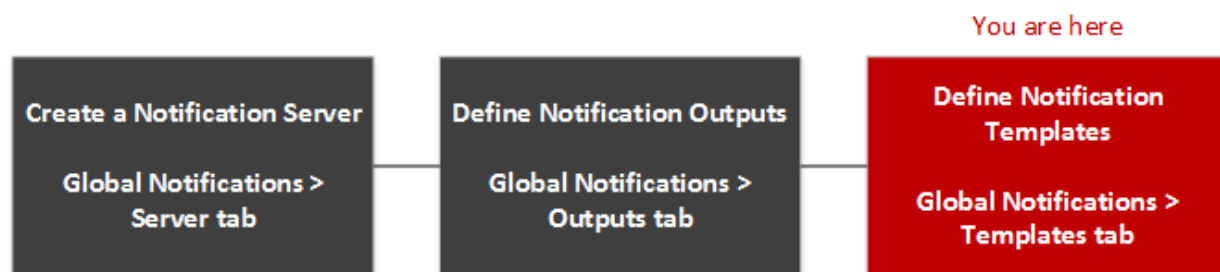 You are here
Create a Notification Server
Global Notifications >
Server tab
Define Notification Outputs
Global Notifications >
Outputs tab
Define Notification
Templates
Global Notifications >
Templates tab